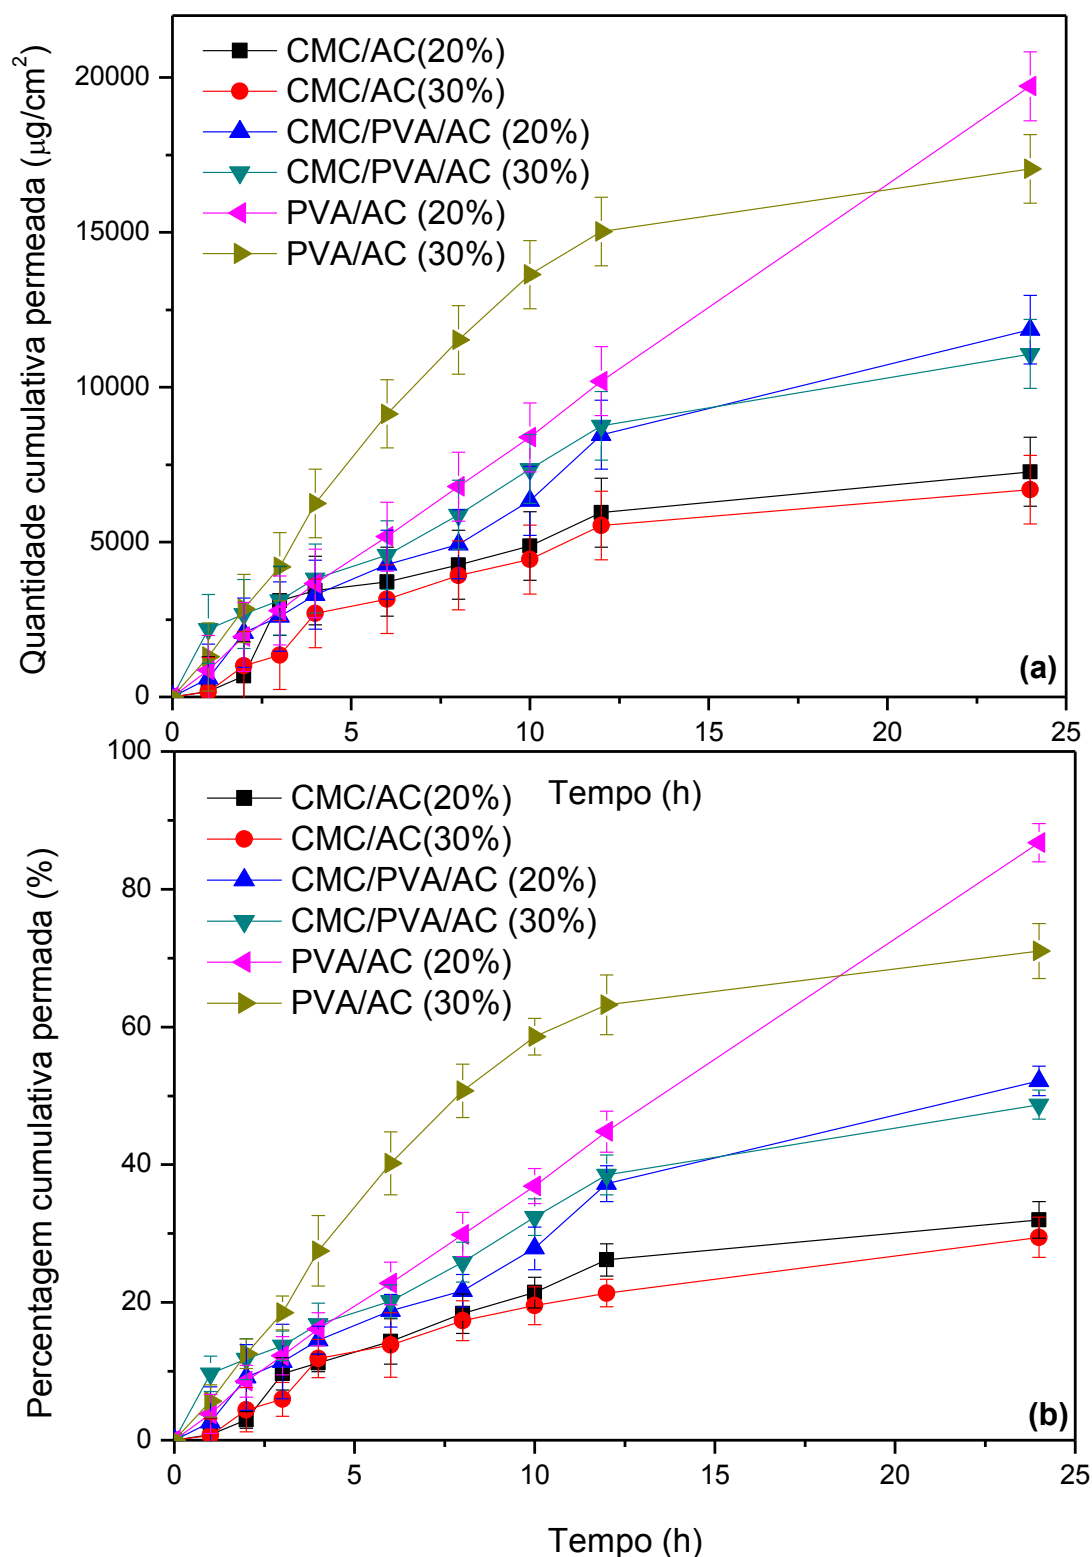 Quantidade cumulativa permeada (µg/cm²)
20000
15000
10000
5000
0
CMC/AC(20%)
CMC/AC(30%)
CMC/PVA/AC (20%)
CMC/PVA/AC (30%)
PVA/AC (20%)
PVA/AC (30%)
(a)
0 5 10 15 20 25
Tempo (h)
Percentagem cumulativa permada (%)
100
80
60
40
20
0
CMC/AC(20%)
CMC/AC(30%)
CMC/PVA/AC (20%)
CMC/PVA/AC (30%)
PVA/AC (20%)
PVA/AC (30%)
(b)
0 5 10 15 20 25
Tempo (h)